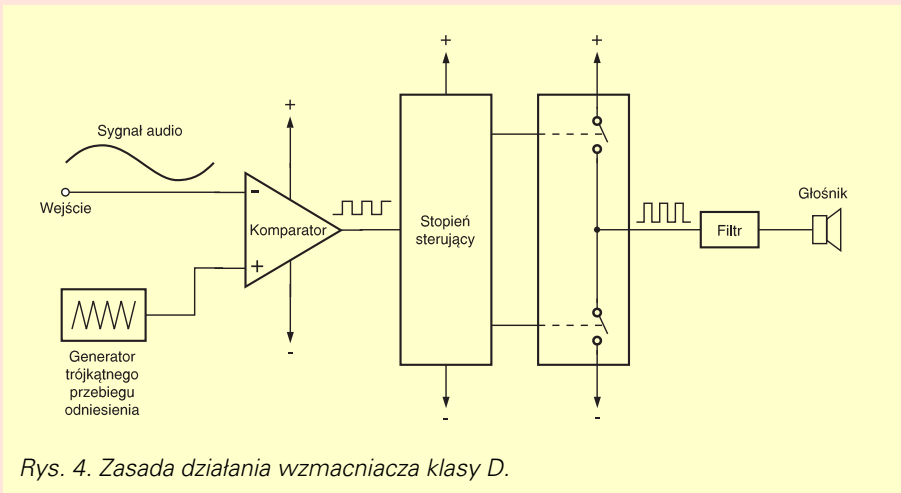 Sygnał audio
Wejście
Generator
trójkątnego
przebiegu
odniesienia
+
-
+
Komparator
-
+
Stopień
sterujący
-
+
-
Filtr
Głośnik
Rys. 4. Zasada działania wzmacniacza klasy D.